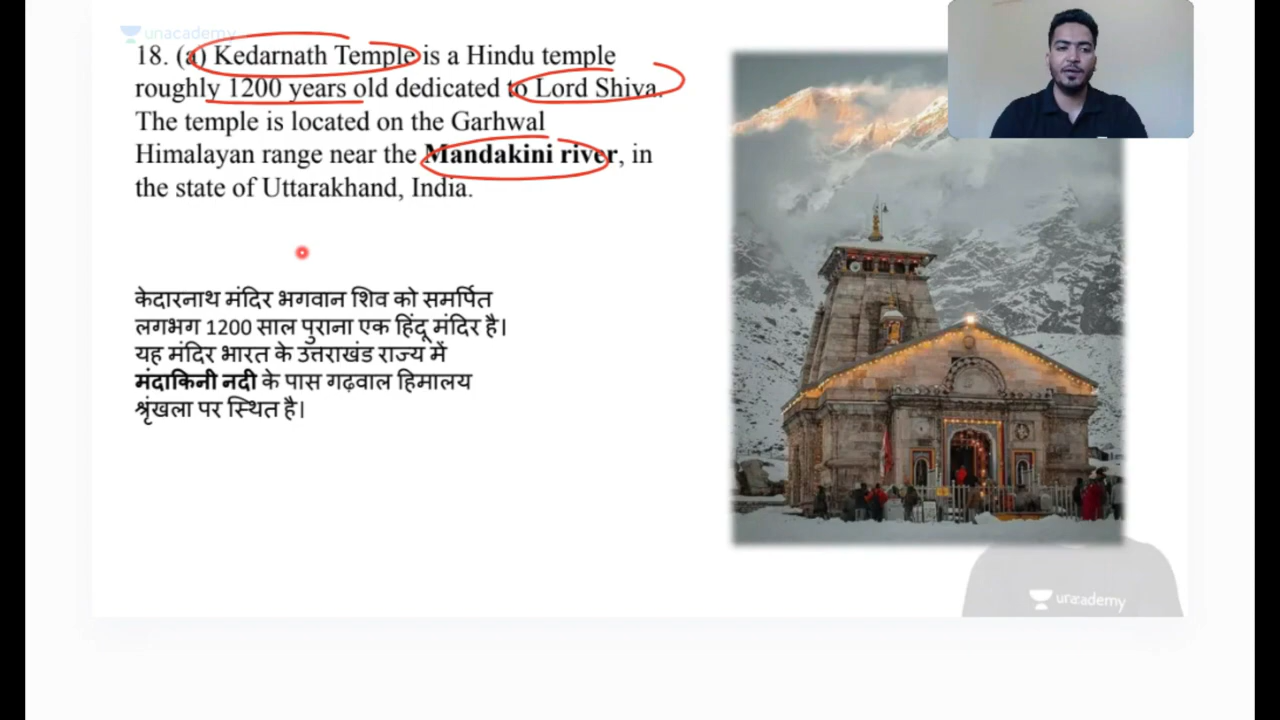 unacademy
18. (a) Kedarnath Temple is a Hindu temple
roughly 1200 years old dedicated to Lord Shiva.
The temple is located on the Garhwal
Himalayan range near the Mandakini river, in
the state of Uttarakhand, India.
केदारनाथ मंदिर भगवान शिव को समर्पित
लगभग 1200 साल पुराना एक हिंदू मंदिर है।
यह मंदिर भारत के उत्तराखंड राज्य में
मंदाकिनी नदी के पास गढ़वाल हिमालय
श्रृंखला पर स्थित है।
unacademy